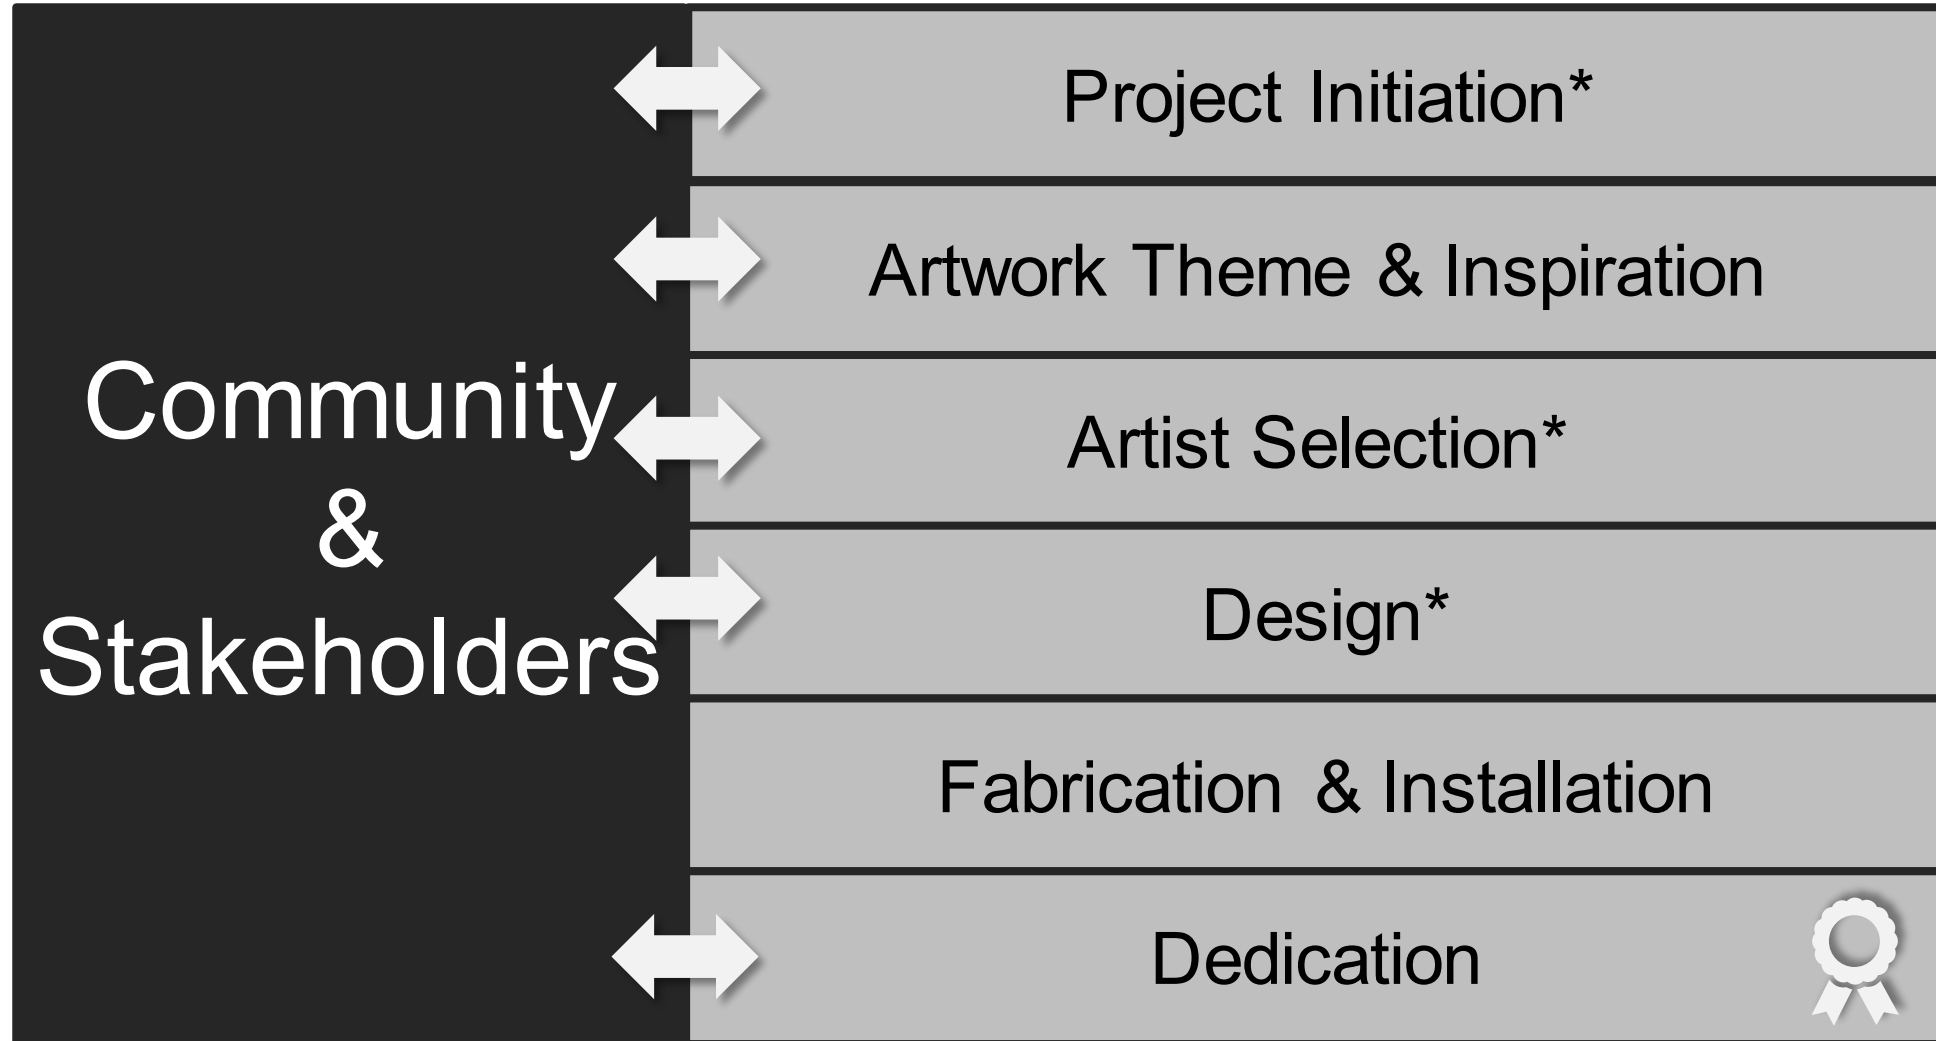 Community
&
Stakeholders
Project Initiation*
Artwork Theme & Inspiration
Artist Selection*
Design*
Fabrication & Installation
Dedication